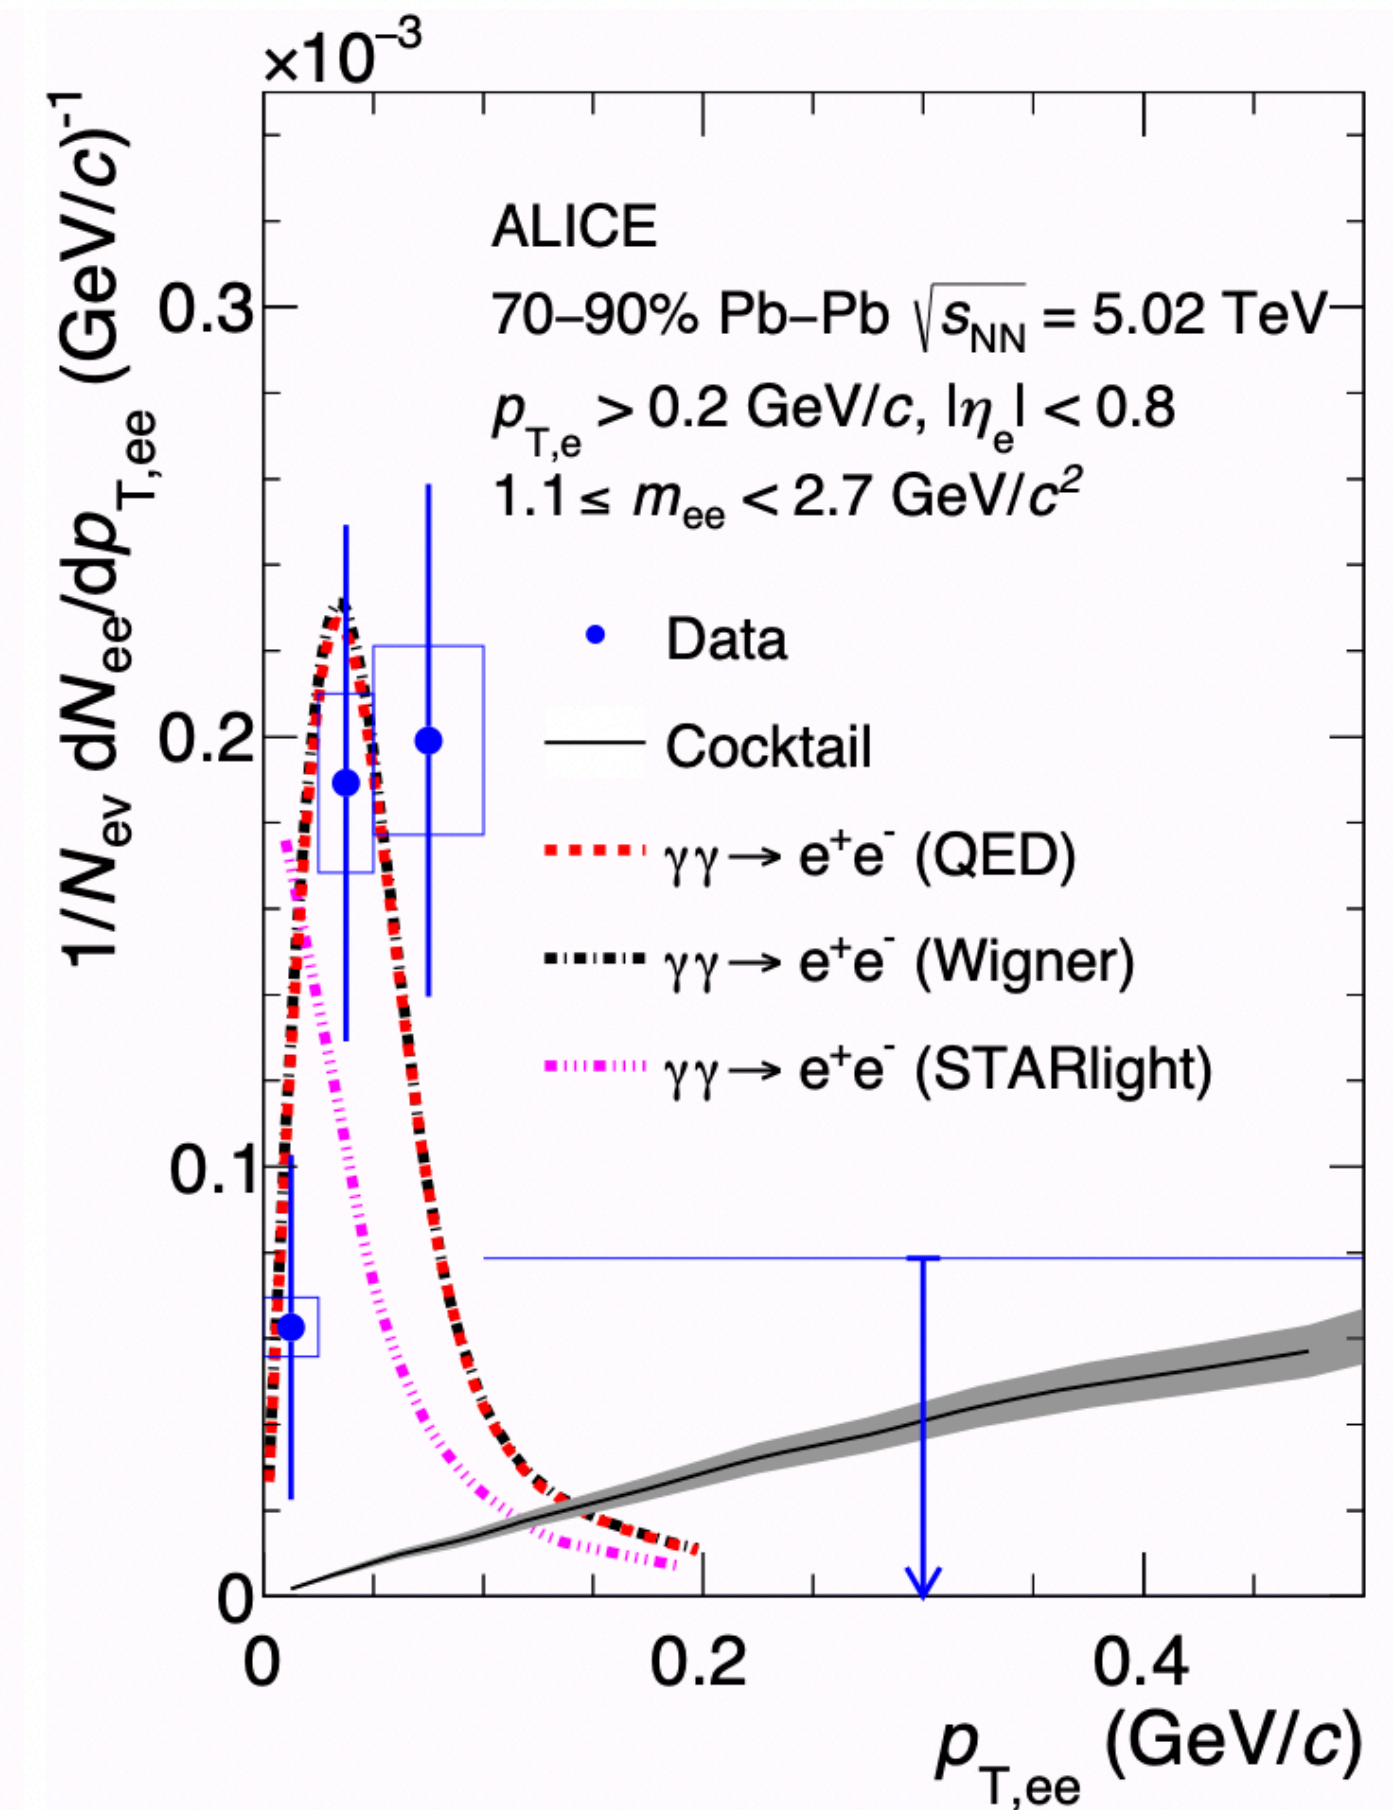 ×10⁻³
1/N_ev dN_ee/dp_T,ee (GeV/c)⁻¹
0.3
0.2
0.1
0
ALICE
70–90% Pb–Pb √s_NN = 5.02 TeV
p_T,e > 0.2 GeV/c, |η_e| < 0.8
1.1 ≤ m_ee < 2.7 GeV/c²
Data
Cocktail
γγ→ e⁺e⁻ (QED)
γγ→ e⁺e⁻ (Wigner)
γγ→ e⁺e⁻ (STARlight)
0 0.2 0.4
p_T,ee (GeV/c)